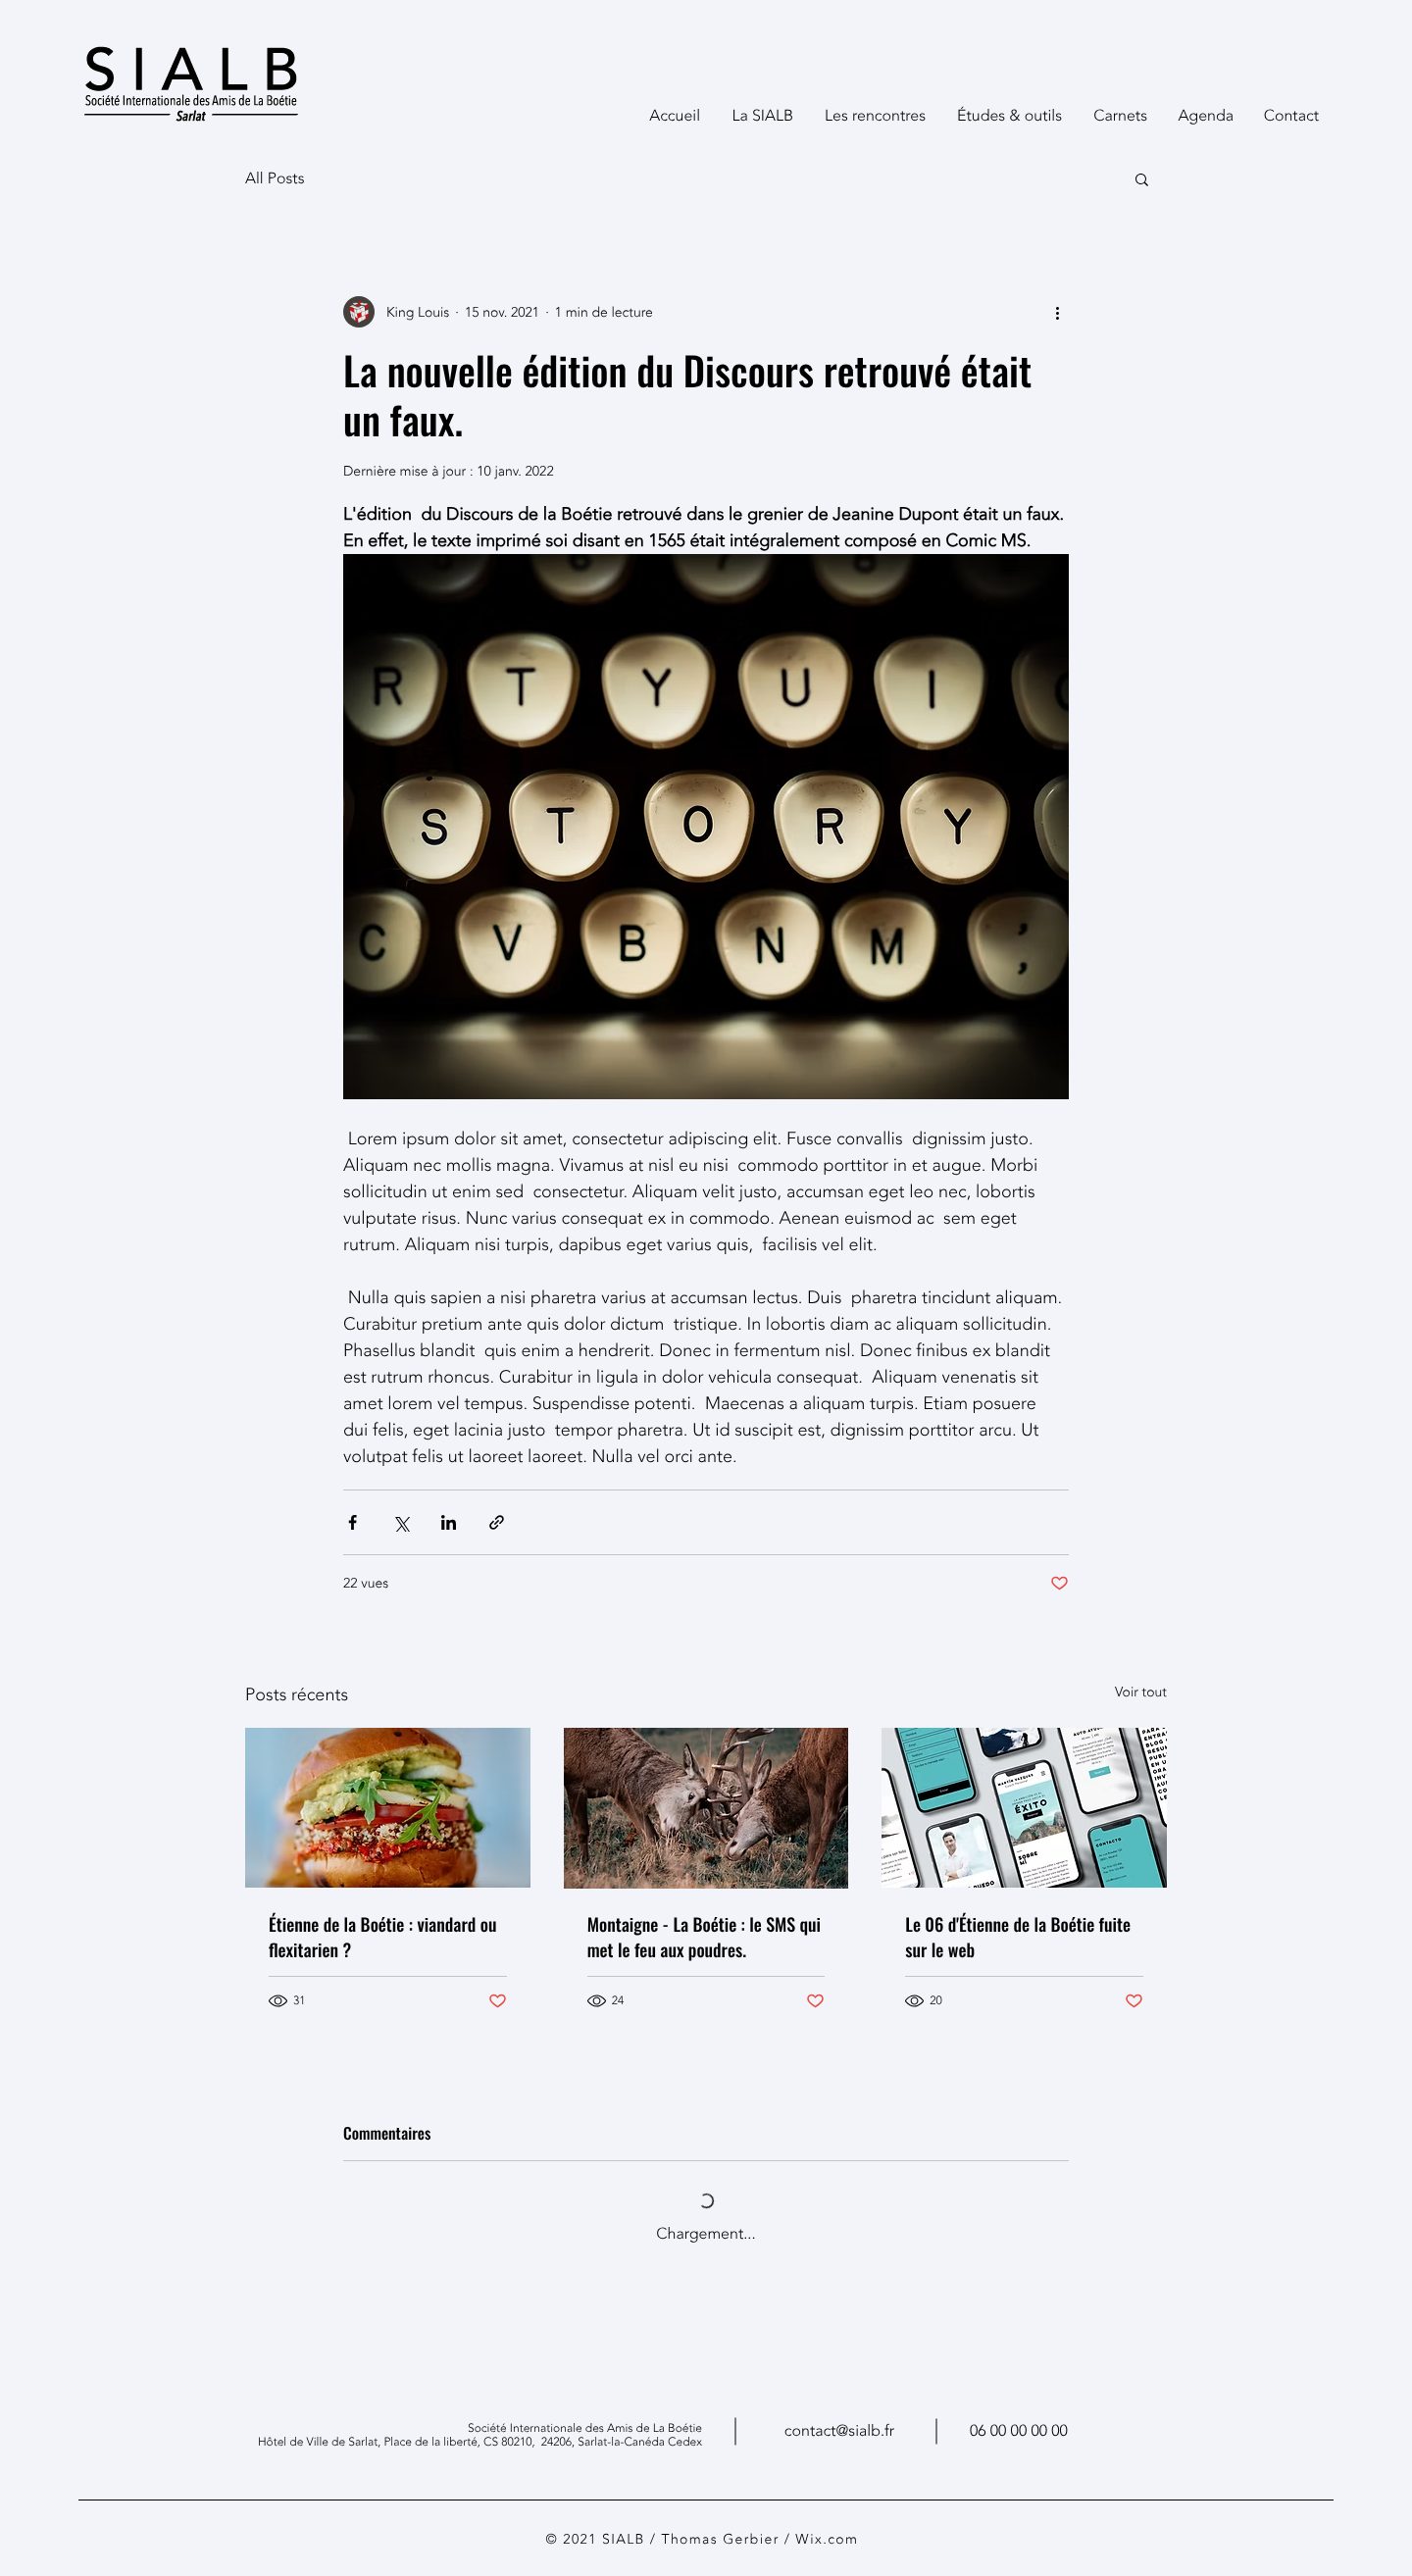 SIALB
Société Internationale des Amis de La Boétie
Sarlat
Accueil
La SIALB
Les rencontres
Études & outils
Carnets
Agenda
Contact
All Posts
King Louis · 15 nov. 2021 · 1 min de lecture
La nouvelle édition du Discours retrouvé était
un faux.
Dernière mise à jour : 10 janv. 2022
L'édition  du Discours de la Boétie retrouvé dans le grenier de Jeanine Dupont était un faux.
En effet, le texte imprimé soi disant en 1565 était intégralement composé en Comic MS.
R T Y U I
S T O R Y
C V B N M ;
Lorem ipsum dolor sit amet, consectetur adipiscing elit. Fusce convallis  dignissim justo.
Aliquam nec mollis magna. Vivamus at nisl eu nisi  commodo porttitor in et augue. Morbi
sollicitudin ut enim sed  consectetur. Aliquam velit justo, accumsan eget leo nec, lobortis
vulputate risus. Nunc varius consequat ex in commodo. Aenean euismod ac  sem eget
rutrum. Aliquam nisi turpis, dapibus eget varius quis,  facilisis vel elit.
Nulla quis sapien a nisi pharetra varius at accumsan lectus. Duis  pharetra tincidunt aliquam.
Curabitur pretium ante quis dolor dictum  tristique. In lobortis diam ac aliquam sollicitudin.
Phasellus blandit  quis enim a hendrerit. Donec in fermentum nisl. Donec finibus ex blandit
est rutrum rhoncus. Curabitur in ligula in dolor vehicula consequat.  Aliquam venenatis sit
amet lorem vel tempus. Suspendisse potenti.  Maecenas a aliquam turpis. Etiam posuere
dui felis, eget lacinia justo  tempor pharetra. Ut id suscipit est, dignissim porttitor arcu. Ut
volutpat felis ut laoreet laoreet. Nulla vel orci ante.
22 vues
Posts récents
Voir tout
ÉXITO
SOBRE
MÍ
CONTACTO
Étienne de la Boétie : viandard ou
flexitarien ?
31
Montaigne - La Boétie : le SMS qui
met le feu aux poudres.
24
Le 06 d'Étienne de la Boétie fuite
sur le web
20
Commentaires
Chargement...
Société Internationale des Amis de La Boétie
Hôtel de Ville de Sarlat, Place de la liberté, CS 80210,  24206, Sarlat-la-Canéda Cedex
contact@sialb.fr
06 00 00 00 00
© 2021 SIALB / Thomas Gerbier / Wix.com